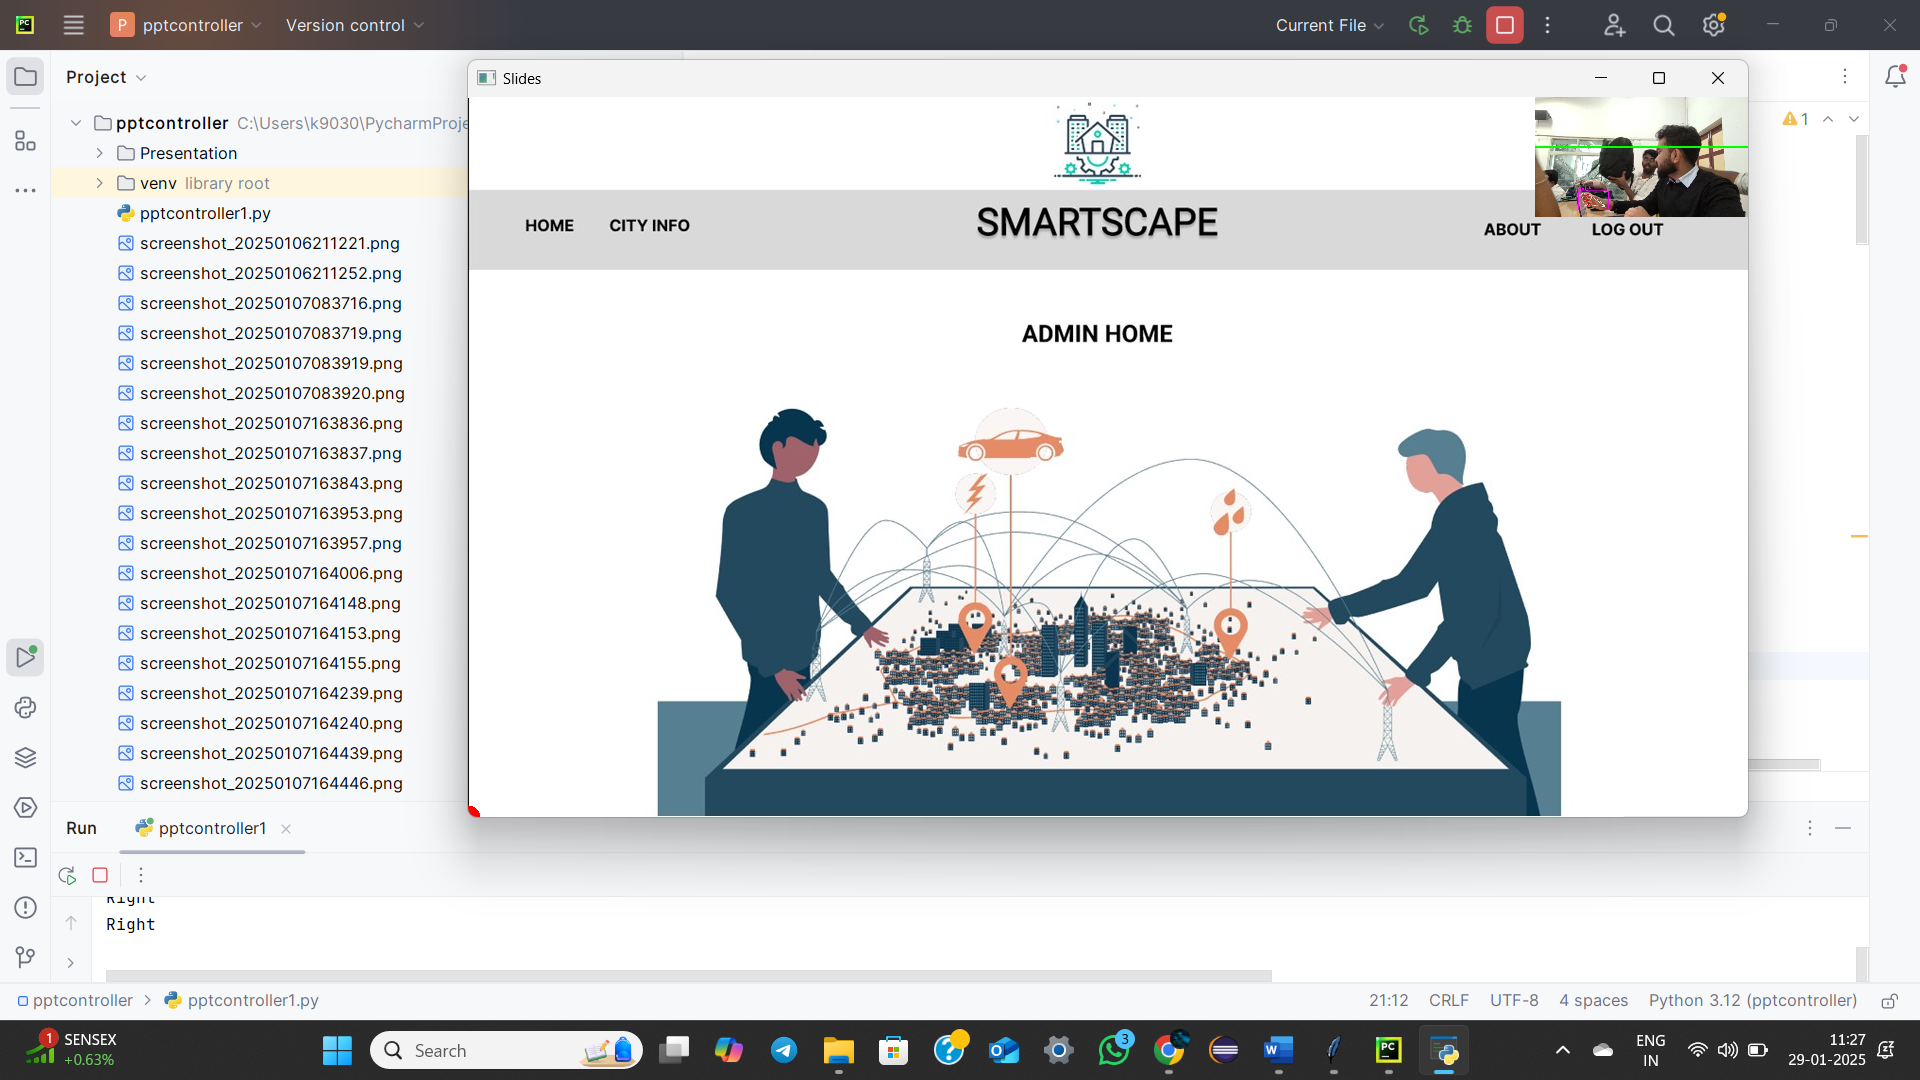 pptcontroller
Version control
Current File
Project
pptcontroller C:\Users\k9030\PycharmProje
Presentation
venv library root
pptcontroller1.py
screenshot_20250106211221.png
screenshot_20250106211252.png
screenshot_20250107083716.png
screenshot_20250107083719.png
screenshot_20250107083919.png
screenshot_20250107083920.png
screenshot_20250107163836.png
screenshot_20250107163837.png
screenshot_20250107163843.png
screenshot_20250107163953.png
screenshot_20250107163957.png
screenshot_20250107164006.png
screenshot_20250107164148.png
screenshot_20250107164153.png
screenshot_20250107164155.png
screenshot_20250107164239.png
screenshot_20250107164240.png
screenshot_20250107164439.png
screenshot_20250107164446.png
Slides
HOME CITY INFO SMARTSCAPE ABOUT LOG OUT
ADMIN HOME
1
Run pptcontroller1
Right
Right
pptcontroller > pptcontroller1.py
21:12 CRLF UTF-8 4 spaces Python 3.12 (pptcontroller)
1 SENSEX
+0.63%
Search
3
ENG
IN
11:27
29-01-2025